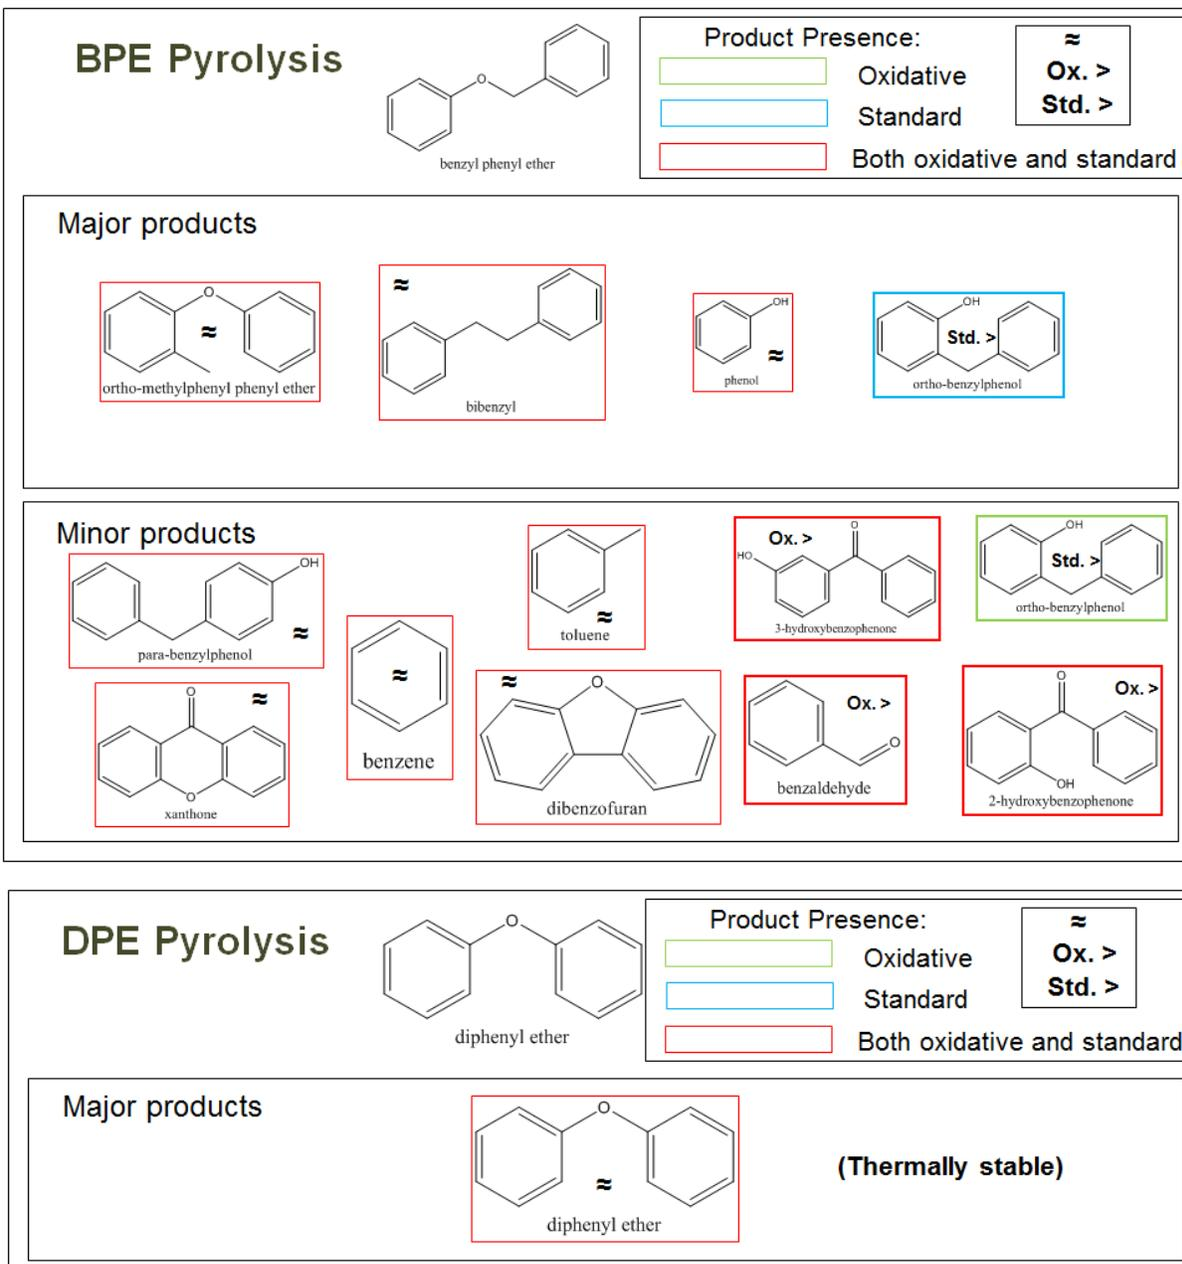 BPE Pyrolysis
O
benzyl phenyl ether
Product Presence:
Oxidative
Standard
Both oxidative and standard
≈
Ox. >
Std. >
Major products
O
≈
ortho-methylphenyl phenyl ether
≈
bibenzyl
OH
≈
phenol
OH
Std. >
ortho-benzylphenol
Minor products
OH
≈
para-benzylphenol
≈
benzene
≈
toluene
O
Ox. >
HO
3-hydroxybenzophenone
OH
Std. >
ortho-benzylphenol
O
≈
O
xanthone
≈
O
dibenzofuran
Ox. >
O
benzaldehyde
O
Ox. >
OH
2-hydroxybenzophenone
DPE Pyrolysis
O
diphenyl ether
Product Presence:
Oxidative
Standard
Both oxidative and standard
≈
Ox. >
Std. >
Major products
O
≈
diphenyl ether
(Thermally stable)